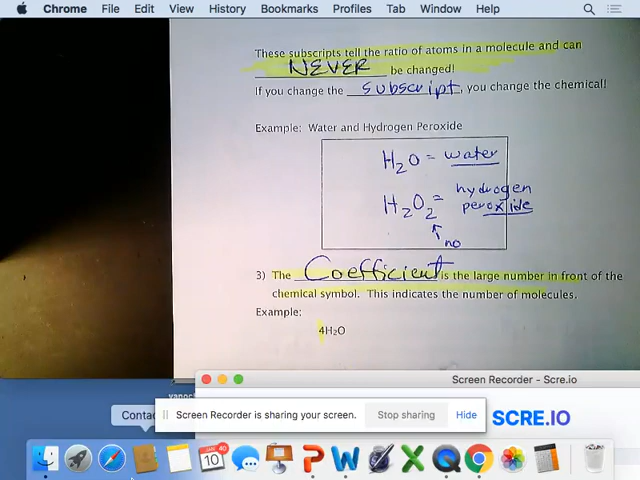 Chrome File Edit View History Bookmarks Profiles Tab Window Help
These subscripts tell the ratio of atoms in a molecule and can
NEVER be changed!
If you change the subscript, you change the chemical!
Example: Water and Hydrogen Peroxide
H₂O = water
H₂O₂ = hydrogen
peroxide
no
3) The Coefficient is the large number in front of the
chemical symbol. This indicates the number of molecules.
Example:
4H₂O
Screen Recorder - Scre.io
Conta
Screen Recorder is sharing your screen. Stop sharing Hide
SCRE.IO
JAN
10